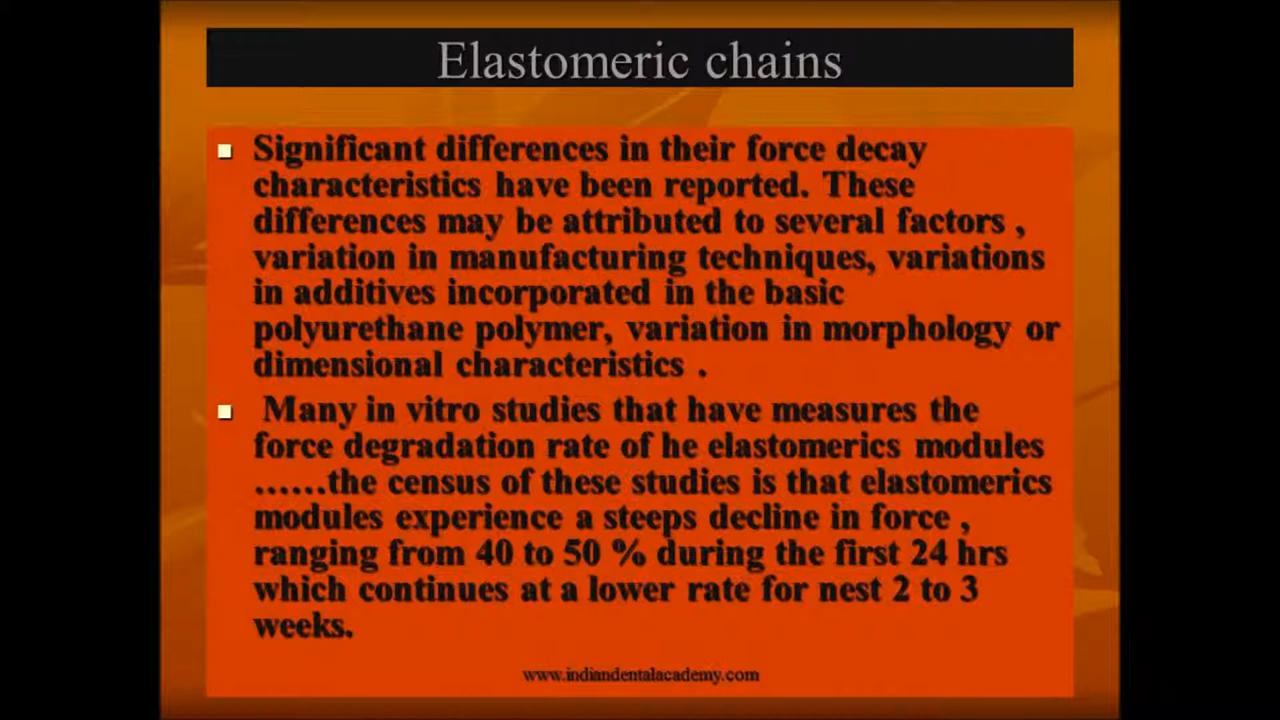 Elastomeric chains
Significant differences in their force decay
characteristics have been reported. These
differences may be attributed to several factors ,
variation in manufacturing techniques, variations
in additives incorporated in the basic
polyurethane polymer, variation in morphology or
dimensional characteristics .
Many in vitro studies that have measures the
force degradation rate of he elastomerics modules
......the census of these studies is that elastomerics
modules experience a steeps decline in force ,
ranging from 40 to 50 % during the first 24 hrs
which continues at a lower rate for nest 2 to 3
weeks.
www.indiandentalacademy.com